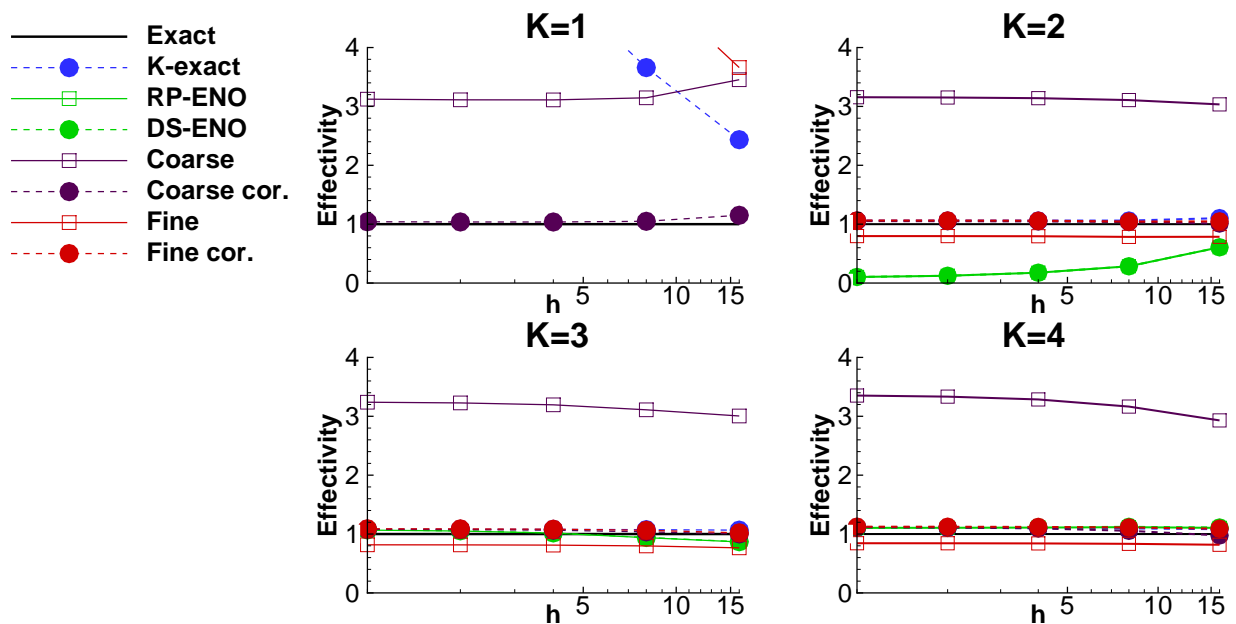 Exact
K-exact
RP-ENO
DS-ENO
Coarse
Coarse cor.
Fine
Fine cor.
K=1
Effectivity
4
3
2
1
0
h
5
10
15
K=2
Effectivity
4
3
2
1
0
h
5
10
15
K=3
Effectivity
4
3
2
1
0
h
5
10
15
K=4
Effectivity
4
3
2
1
0
h
5
10
15